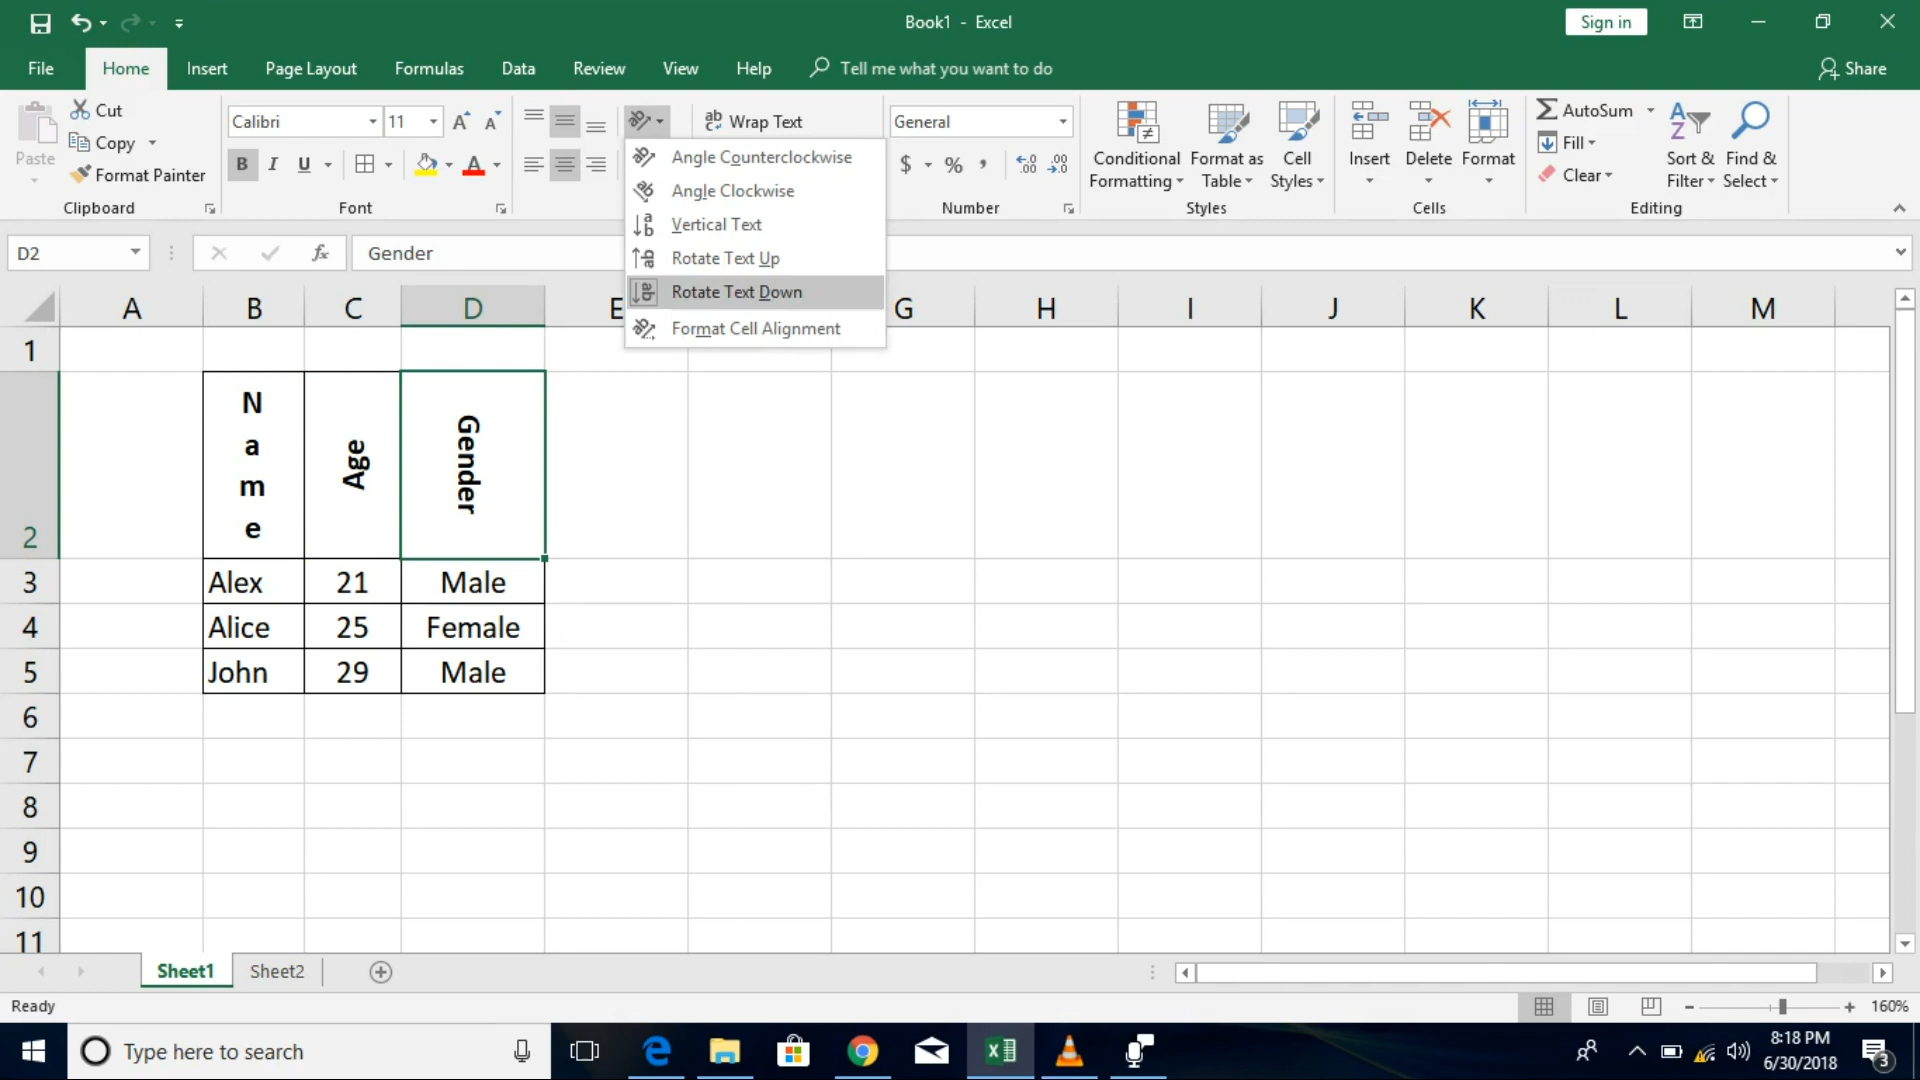 Book1 - Excel
Sign in
File Home Insert Page Layout Formulas Data Review View Help Tell me what you want to do Share
Paste
Cut
Copy
Format Painter
Clipboard
Calibri 11
B I U
Font
ab Wrap Text
Angle Counterclockwise
Angle Clockwise
Vertical Text
Rotate Text Up
Rotate Text Down
Format Cell Alignment
General
$ % ,
Number
Conditional Formatting
Format as Table
Cell Styles
Styles
Insert Delete Format
Cells
AutoSum
Fill
Clear
Sort & Filter
Find & Select
Editing
D2 fx Gender
A B C D E G H I J K L M
1
2 Name Age Gender
3 Alex 21 Male
4 Alice 25 Female
5 John 29 Male
6
7
8
9
10
11
Sheet1 Sheet2
Ready 160%
Type here to search
8:18 PM
6/30/2018
3